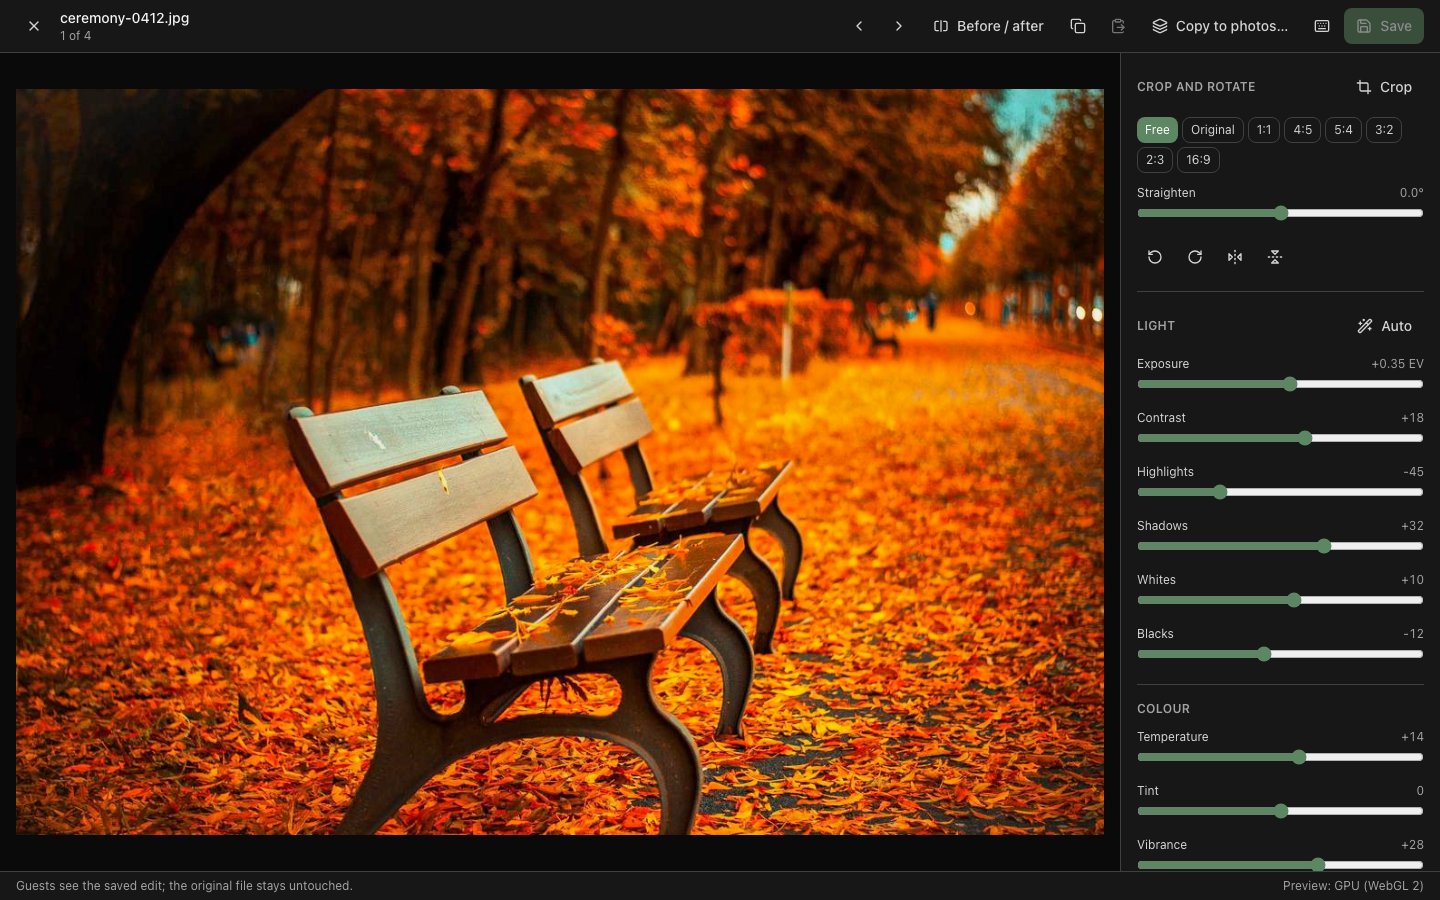 ceremony-0412.jpg
1 of 4
Before / after
Copy to photos...
Save
CROP AND ROTATE
Crop
Free
Original
1:1
4:5
5:4
3:2
2:3
16:9
Straighten
0.0°
LIGHT
Auto
Exposure
+0.35 EV
Contrast
+18
Highlights
-45
Shadows
+32
Whites
+10
Blacks
-12
COLOUR
Temperature
+14
Tint
0
Vibrance
+28
Guests see the saved edit; the original file stays untouched.
Preview: GPU (WebGL 2)